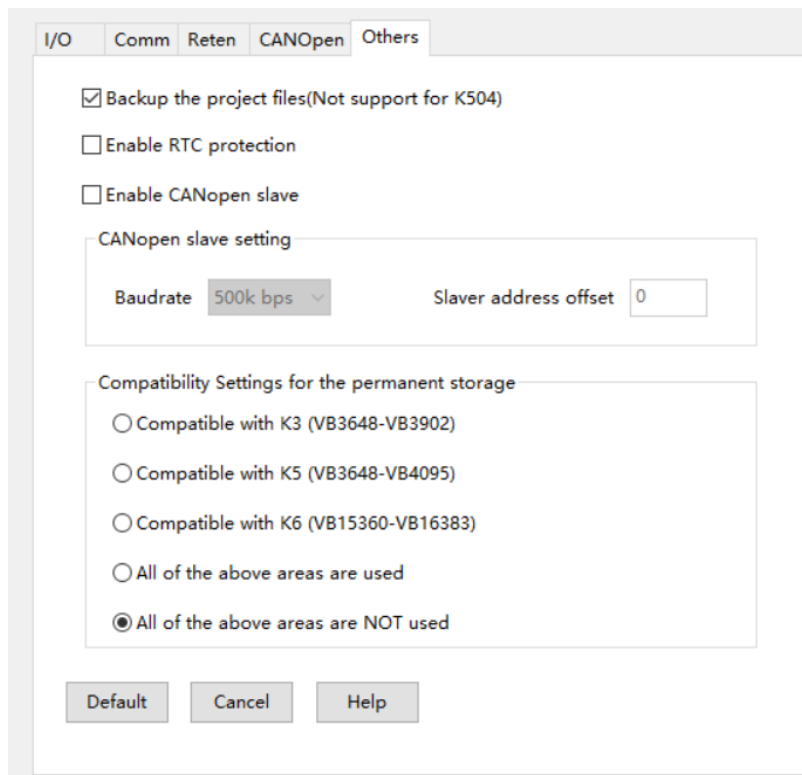 I/O Comm Reten CANOpen Others
Backup the project files(Not support for K504)
Enable RTC protection
Enable CANopen slave
CANopen slave setting
Baudrate 500k bps Slaver address offset 0
Compatibility Settings for the permanent storage
Compatible with K3 (VB3648-VB3902)
Compatible with K5 (VB3648-VB4095)
Compatible with K6 (VB15360-VB16383)
All of the above areas are used
All of the above areas are NOT used
Default Cancel Help